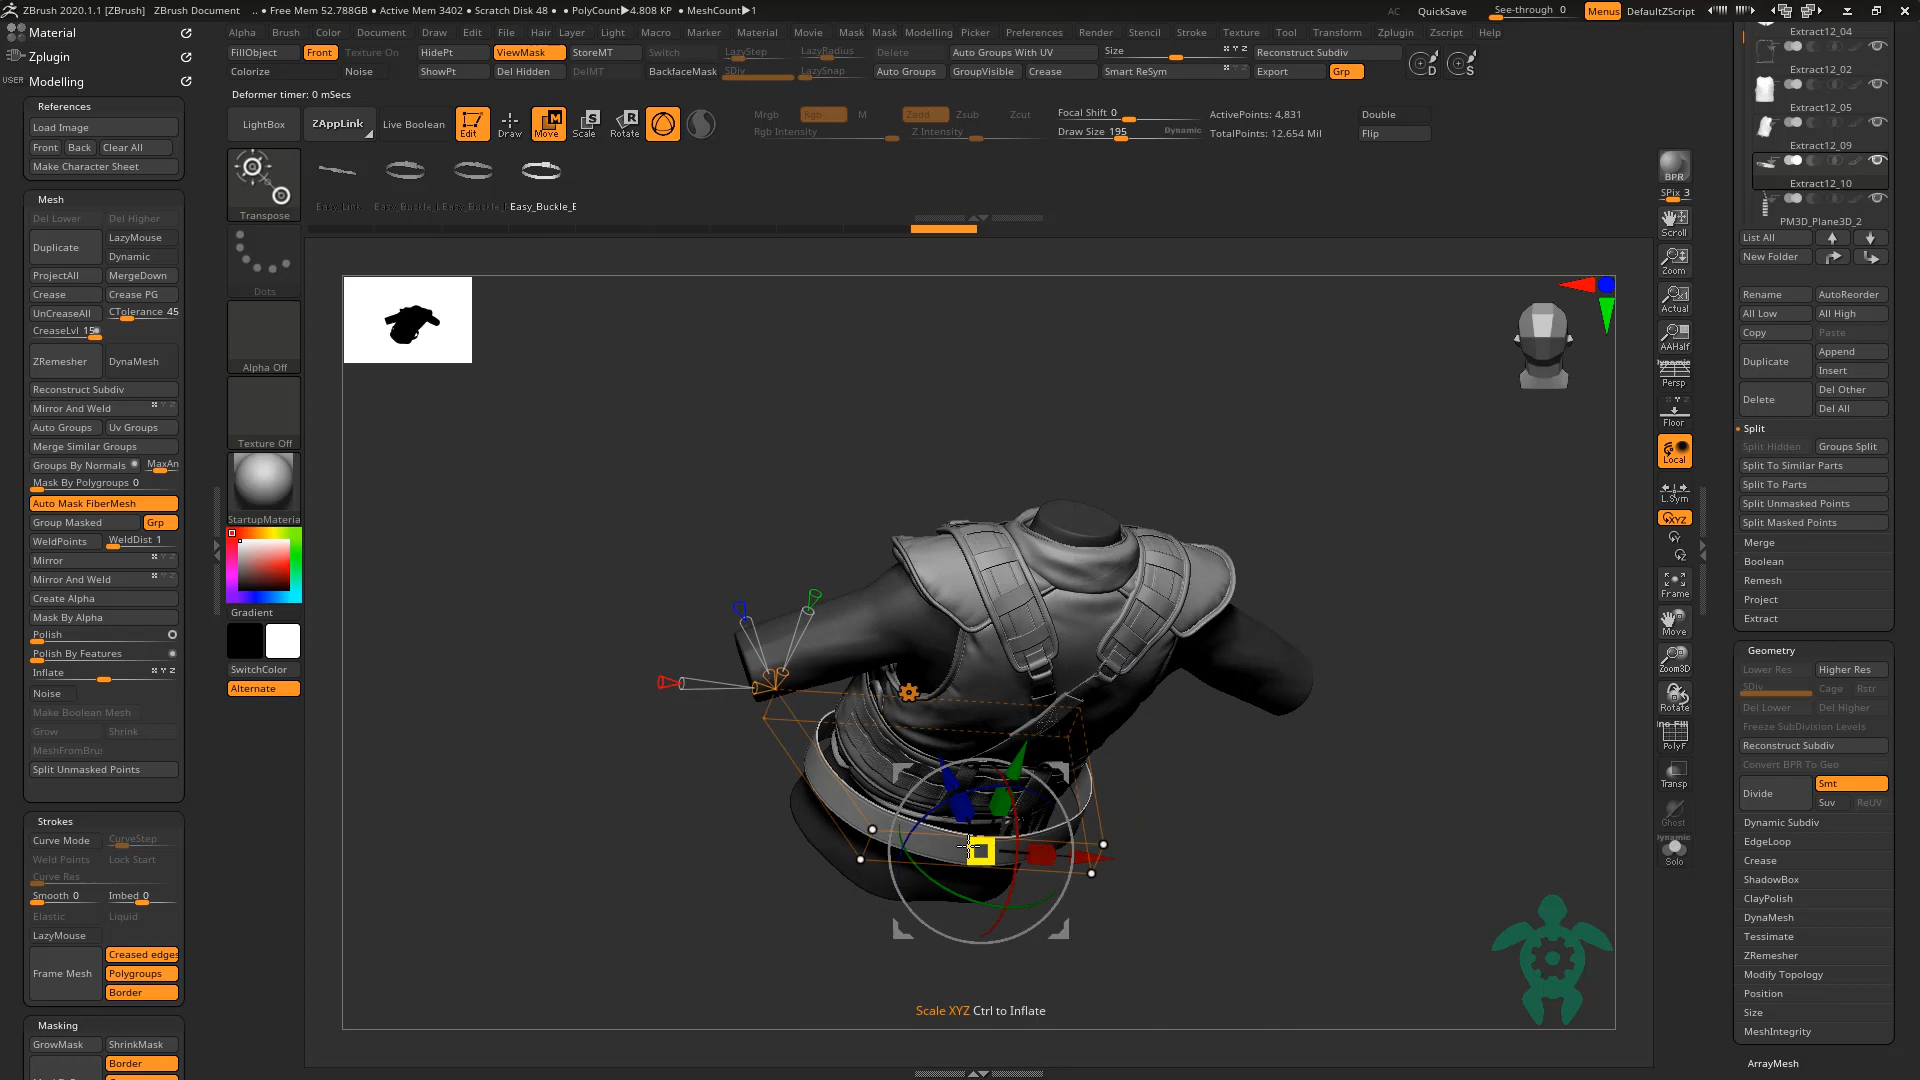 ZBrush 2020.1.1 [ZBrush] ZBrush Document .. ● Free Mem 52.788GB ● Active Mem 3402 ● Scratch Disk 48 ● ● PolyCount▶4.808 KP ● MeshCount▶1 AC QuickSave See-through 0 Menus DefaultZScript
Alpha Brush Color Document Draw Edit File Hair Layer Light Macro Marker Material Movie Mask Mask Modelling Picker Preferences Render Stencil Stroke Texture Tool Transform Zplugin Zscript Help
FillObject Front Texture On HidePt ViewMask StoreMT Switch LazyStep LazyRadius Delete Auto Groups With UV Size Reconstruct Subdiv
Colorize Noise ShowPt Del Hidden DelMT BackfaceMask SDiv LazySnap Auto Groups GroupVisible Crease Smart ReSym Export Grp
Deformer timer: 0 mSecs
LightBox ZAppLink Live Boolean Edit Draw Move Scale Rotate
Mrgb Rgb M Zadd Zsub Zcut Focal Shift 0 ActivePoints: 4,831 Double
Rgb Intensity Z Intensity Draw Size 195 Dynamic TotalPoints: 12.654 Mil Flip
Material
Zplugin
USER Modelling
References
Load Image
Front Back Clear All
Make Character Sheet
Mesh
Del Lower Del Higher
Duplicate LazyMouse
Dynamic
ProjectAll MergeDown
Crease Crease PG
UnCreaseAll CTolerance 45
CreaseLvl 15
ZRemesher DynaMesh
Reconstruct Subdiv
Mirror And Weld
Auto Groups Uv Groups
Merge Similar Groups
Groups By Normals MaxAn
Mask By Polygroups 0
Auto Mask FiberMesh
Group Masked Grp
WeldPoints WeldDist 1
Mirror
Mirror And Weld
Create Alpha
Mask By Alpha
Polish
Polish By Features
Inflate
Noise
Make Boolean Mesh
Grow Shrink
MeshFromBru
Split Unmasked Points
Strokes
Curve Mode CurveStep
Weld Points Lock Start
Curve Res
Smooth 0 Imbed 0
Elastic Liquid
LazyMouse
Frame Mesh Creased edges
Polygroups
Border
Masking
GrowMask ShrinkMask
Border
Transpose
Dots
Alpha Off
Texture Off
StartupMateria
Gradient
SwitchColor
Alternate
Easy_Buckle_E
Scale XYZ Ctrl to Inflate
BPR
SPix 3
Scroll
Zoom
Actual
AAHalf
Dynamic
Persp
Floor
Local
L.Sym
XYZ
Frame
Move
Zoom3D
Rotate
PolyF
Transp
Ghost
Dynamic
Solo
Extract12_04
Extract12_02
Extract12_05
Extract12_09
Extract12_10
PM3D_Plane3D_2
List All
New Folder
Rename AutoReorder
All Low All High
Copy Paste
Duplicate Append
Insert
Delete Del Other
Del All
Split
Split Hidden Groups Split
Split To Similar Parts
Split To Parts
Split Unmasked Points
Split Masked Points
Merge
Boolean
Remesh
Project
Extract
Geometry
Lower Res Higher Res
SDiv Cage Rstr
Del Lower Del Higher
Freeze SubDivision Levels
Reconstruct Subdiv
Convert BPR To Geo
Divide Smt
Suv ReUV
Dynamic Subdiv
EdgeLoop
Crease
ShadowBox
ClayPolish
DynaMesh
Tessimate
ZRemesher
Modify Topology
Position
Size
MeshIntegrity
ArrayMesh